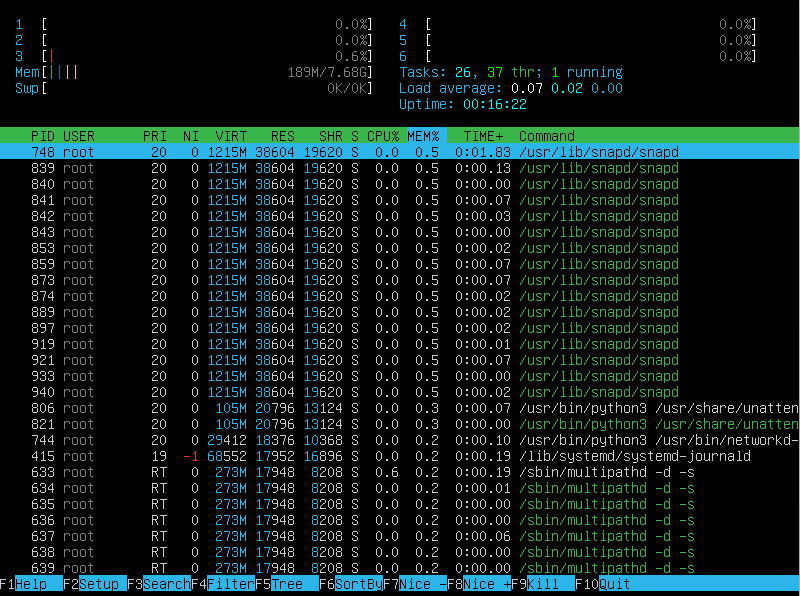 1 [ 0.0%] 4 [ 0.0%]
2 [ 0.0%] 5 [ 0.0%]
3 [| 0.6%] 6 [ 0.0%]
Mem[|||| 189M/7.68G] Tasks: 26, 37 thr; 1 running
Swp[ 0K/0K] Load average: 0.07 0.02 0.00
Uptime: 00:16:22
PID USER PRI NI VIRT RES SHR S CPU% MEM% TIME+ Command
748 root 20 0 1215M 38604 19620 S 0.0 0.5 0:01.83 /usr/lib/snapd/snapd
839 root 20 0 1215M 38604 19620 S 0.0 0.5 0:00.13 /usr/lib/snapd/snapd
840 root 20 0 1215M 38604 19620 S 0.0 0.5 0:00.00 /usr/lib/snapd/snapd
841 root 20 0 1215M 38604 19620 S 0.0 0.5 0:00.07 /usr/lib/snapd/snapd
842 root 20 0 1215M 38604 19620 S 0.0 0.5 0:00.03 /usr/lib/snapd/snapd
843 root 20 0 1215M 38604 19620 S 0.0 0.5 0:00.00 /usr/lib/snapd/snapd
853 root 20 0 1215M 38604 19620 S 0.0 0.5 0:00.02 /usr/lib/snapd/snapd
859 root 20 0 1215M 38604 19620 S 0.0 0.5 0:00.07 /usr/lib/snapd/snapd
873 root 20 0 1215M 38604 19620 S 0.0 0.5 0:00.07 /usr/lib/snapd/snapd
874 root 20 0 1215M 38604 19620 S 0.0 0.5 0:00.02 /usr/lib/snapd/snapd
889 root 20 0 1215M 38604 19620 S 0.0 0.5 0:00.02 /usr/lib/snapd/snapd
897 root 20 0 1215M 38604 19620 S 0.0 0.5 0:00.02 /usr/lib/snapd/snapd
919 root 20 0 1215M 38604 19620 S 0.0 0.5 0:00.01 /usr/lib/snapd/snapd
921 root 20 0 1215M 38604 19620 S 0.0 0.5 0:00.07 /usr/lib/snapd/snapd
933 root 20 0 1215M 38604 19620 S 0.0 0.5 0:00.00 /usr/lib/snapd/snapd
940 root 20 0 1215M 38604 19620 S 0.0 0.5 0:00.02 /usr/lib/snapd/snapd
806 root 20 0 105M 20796 13124 S 0.0 0.3 0:00.07 /usr/bin/python3 /usr/share/unatten
821 root 20 0 105M 20796 13124 S 0.0 0.3 0:00.00 /usr/bin/python3 /usr/share/unatten
744 root 20 0 29412 18376 10368 S 0.0 0.2 0:00.10 /usr/bin/python3 /usr/bin/networkd-
415 root 19 -1 68552 17952 16896 S 0.0 0.2 0:00.19 /lib/systemd/systemd-journald
633 root RT 0 273M 17948 8208 S 0.6 0.2 0:00.19 /sbin/multipathd -d -s
634 root RT 0 273M 17948 8208 S 0.0 0.2 0:00.01 /sbin/multipathd -d -s
635 root RT 0 273M 17948 8208 S 0.0 0.2 0:00.00 /sbin/multipathd -d -s
636 root RT 0 273M 17948 8208 S 0.0 0.2 0:00.00 /sbin/multipathd -d -s
637 root RT 0 273M 17948 8208 S 0.0 0.2 0:00.06 /sbin/multipathd -d -s
638 root RT 0 273M 17948 8208 S 0.0 0.2 0:00.00 /sbin/multipathd -d -s
639 root RT 0 273M 17948 8208 S 0.0 0.2 0:00.00 /sbin/multipathd -d -s
F1Help F2Setup F3SearchF4FilterF5Tree F6SortByF7Nice -F8Nice +F9Kill F10Quit